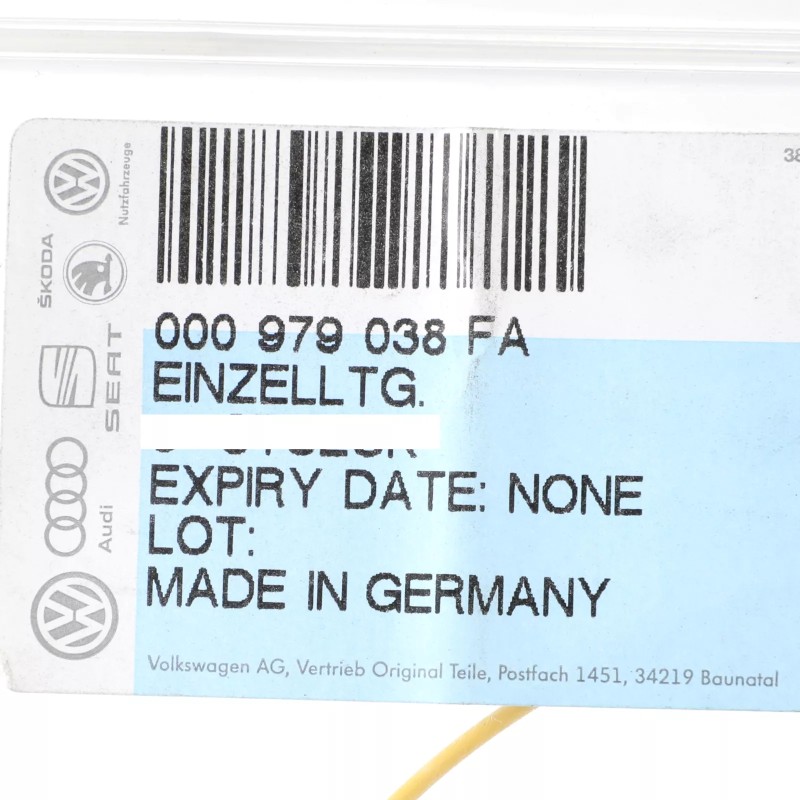 38
Nutzfahrzeuge
ŠKODA
SEAT
Audi
000 979 038 FA
EINZELLTG.
EXPIRY DATE: NONE
LOT:
MADE IN GERMANY
Volkswagen AG, Vertrieb Original Teile, Postfach 1451, 34219 Baunatal